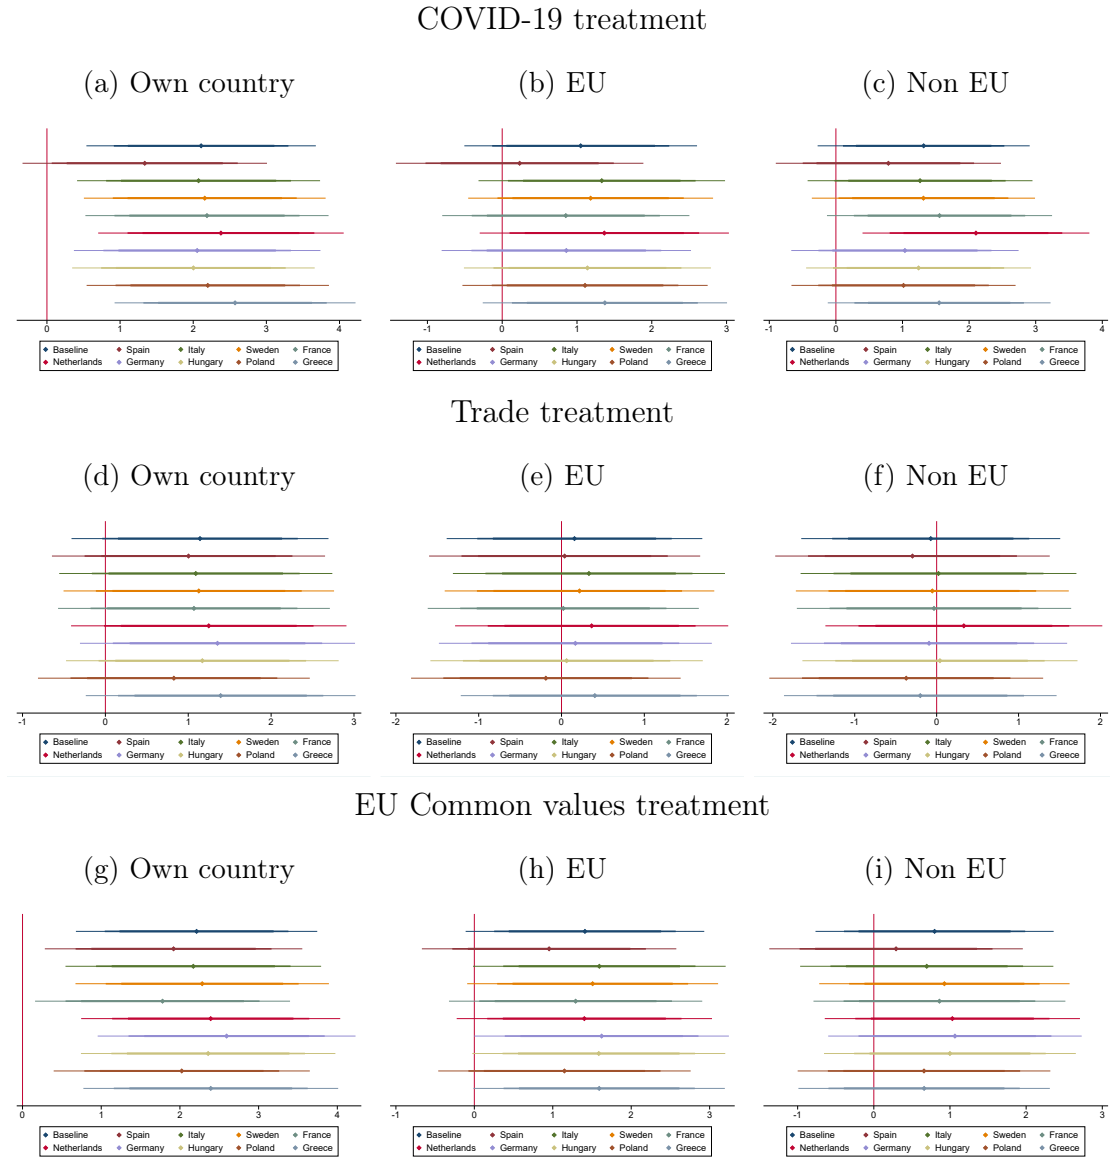 COVID-19 treatment
(a) Own country
(b) EU
(c) Non EU
0 1 2 3 4
-1 0 1 2 3
-1 0 1 2 3 4
Baseline Spain Italy Sweden France
Netherlands Germany Hungary Poland Greece
Baseline Spain Italy Sweden France
Netherlands Germany Hungary Poland Greece
Baseline Spain Italy Sweden France
Netherlands Germany Hungary Poland Greece
Trade treatment
(d) Own country
(e) EU
(f) Non EU
-1 0 1 2 3
-2 -1 0 1 2
-2 -1 0 1 2
Baseline Spain Italy Sweden France
Netherlands Germany Hungary Poland Greece
Baseline Spain Italy Sweden France
Netherlands Germany Hungary Poland Greece
Baseline Spain Italy Sweden France
Netherlands Germany Hungary Poland Greece
EU Common values treatment
(g) Own country
(h) EU
(i) Non EU
0 1 2 3 4
-1 0 1 2 3
-1 0 1 2 3
Baseline Spain Italy Sweden France
Netherlands Germany Hungary Poland Greece
Baseline Spain Italy Sweden France
Netherlands Germany Hungary Poland Greece
Baseline Spain Italy Sweden France
Netherlands Germany Hungary Poland Greece